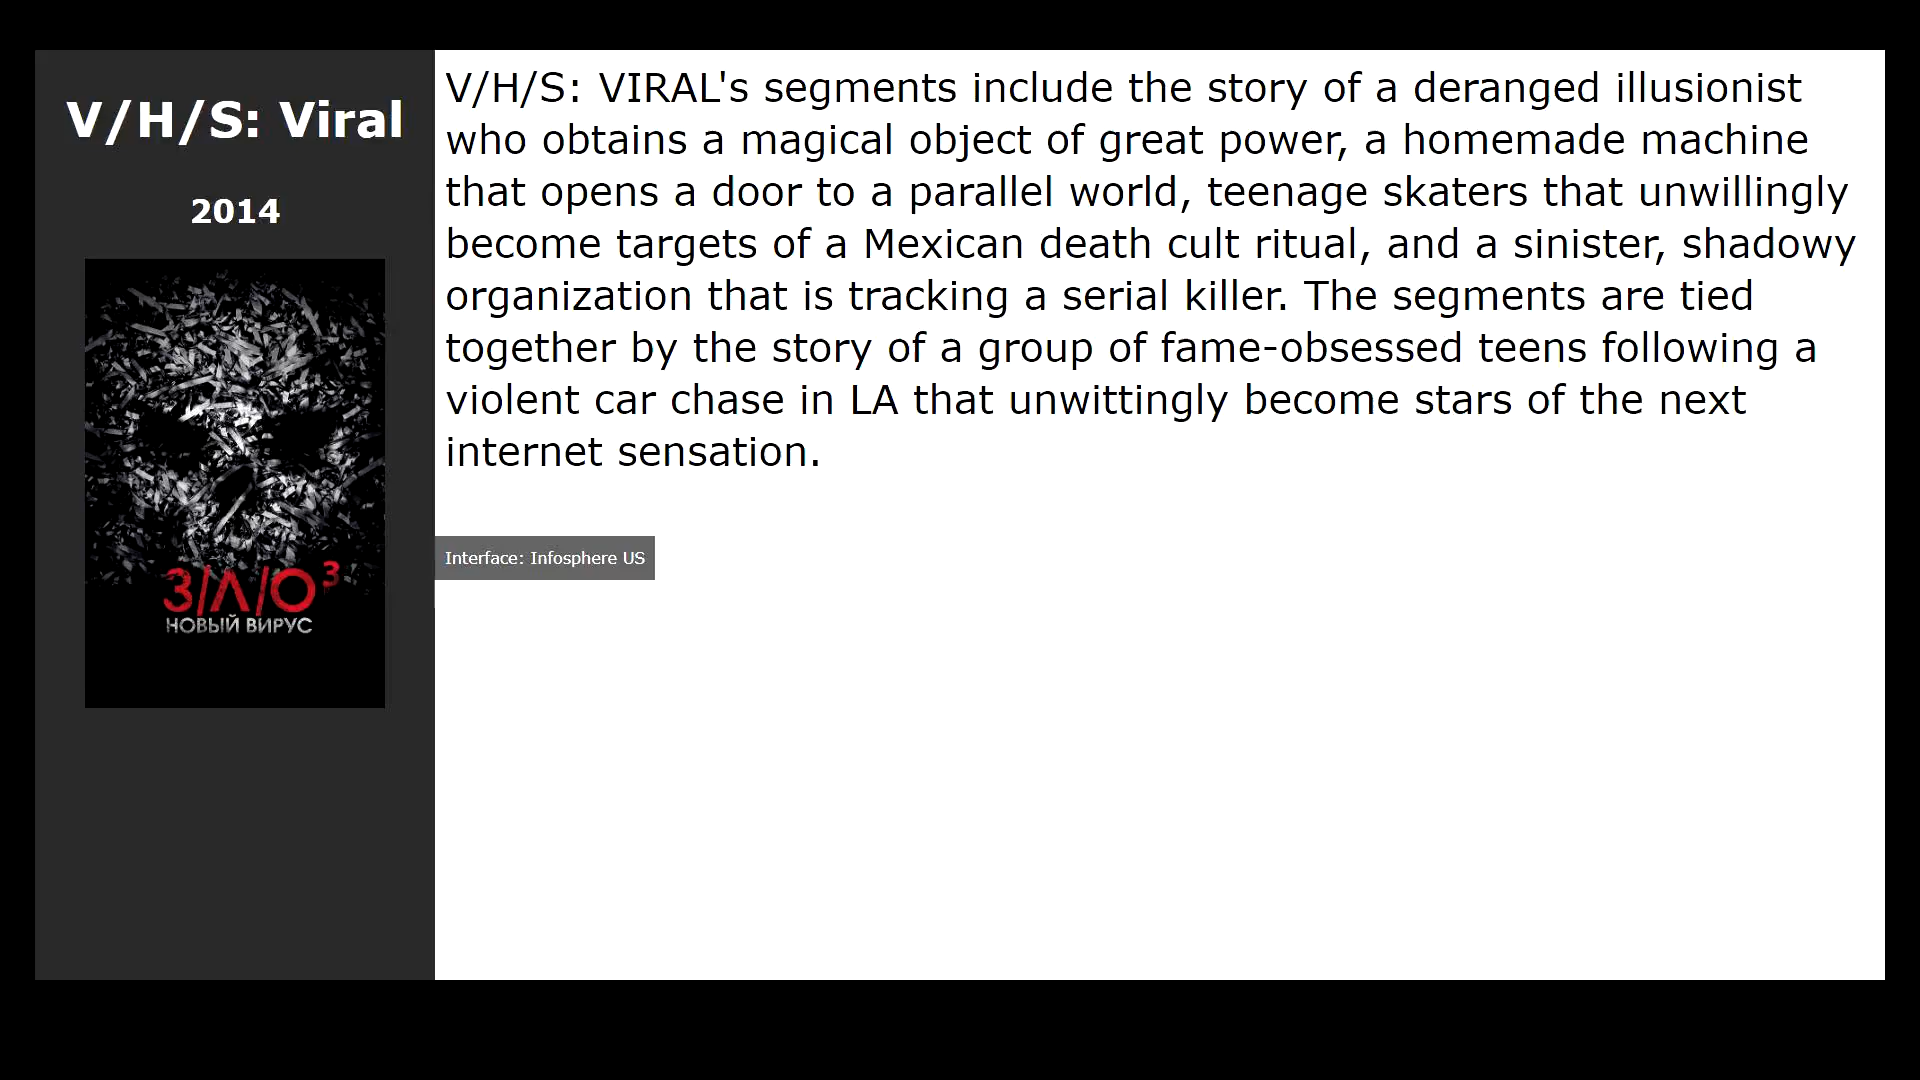 V/H/S: Viral
2014
З/Л/О³
НОВЫЙ ВИРУС
V/H/S: VIRAL's segments include the story of a deranged illusionist
who obtains a magical object of great power, a homemade machine
that opens a door to a parallel world, teenage skaters that unwillingly
become targets of a Mexican death cult ritual, and a sinister, shadowy
organization that is tracking a serial killer. The segments are tied
together by the story of a group of fame-obsessed teens following a
violent car chase in LA that unwittingly become stars of the next
internet sensation.
Interface: Infosphere US